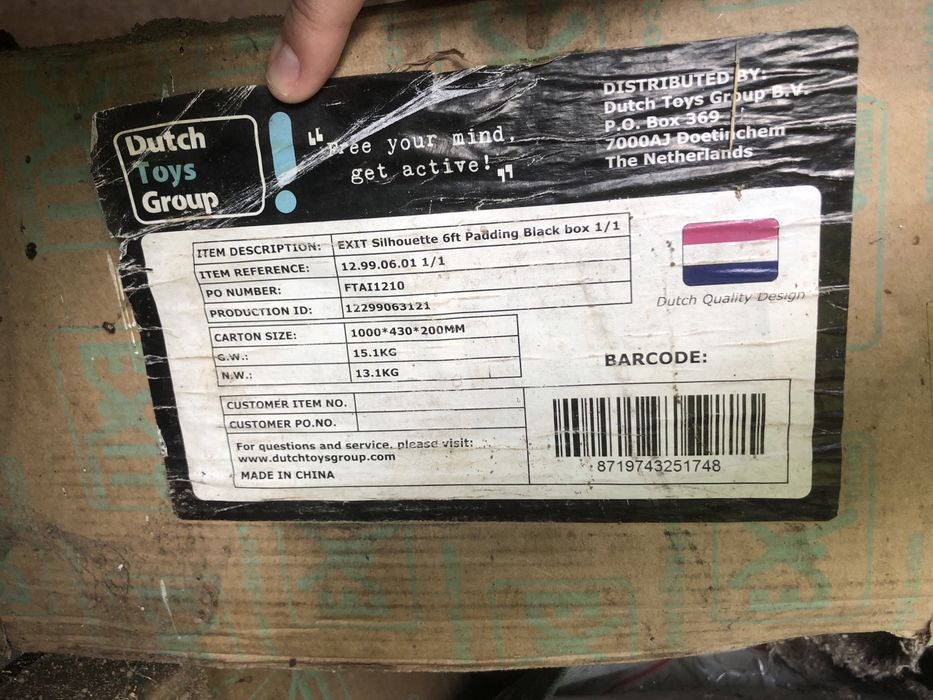 Dutch
Toys
Group
"Free your mind,
get active!"
DISTRIBUTED BY:
Dutch Toys Group B.V.
P.O. Box 369
7000AJ Doetinchem
The Netherlands
ITEM DESCRIPTION: EXIT Silhouette 6ft Padding Black box 1/1
ITEM REFERENCE: 12.99.06.01 1/1
PO NUMBER: FTAI1210
PRODUCTION ID: 12299063121
CARTON SIZE: 1000*430*200MM
G.W.: 15.1KG
N.W.: 13.1KG
CUSTOMER ITEM NO.
CUSTOMER PO.NO.
For questions and service, please visit:
www.dutchtoysgroup.com
MADE IN CHINA
Dutch Quality Design
BARCODE:
8719743251748